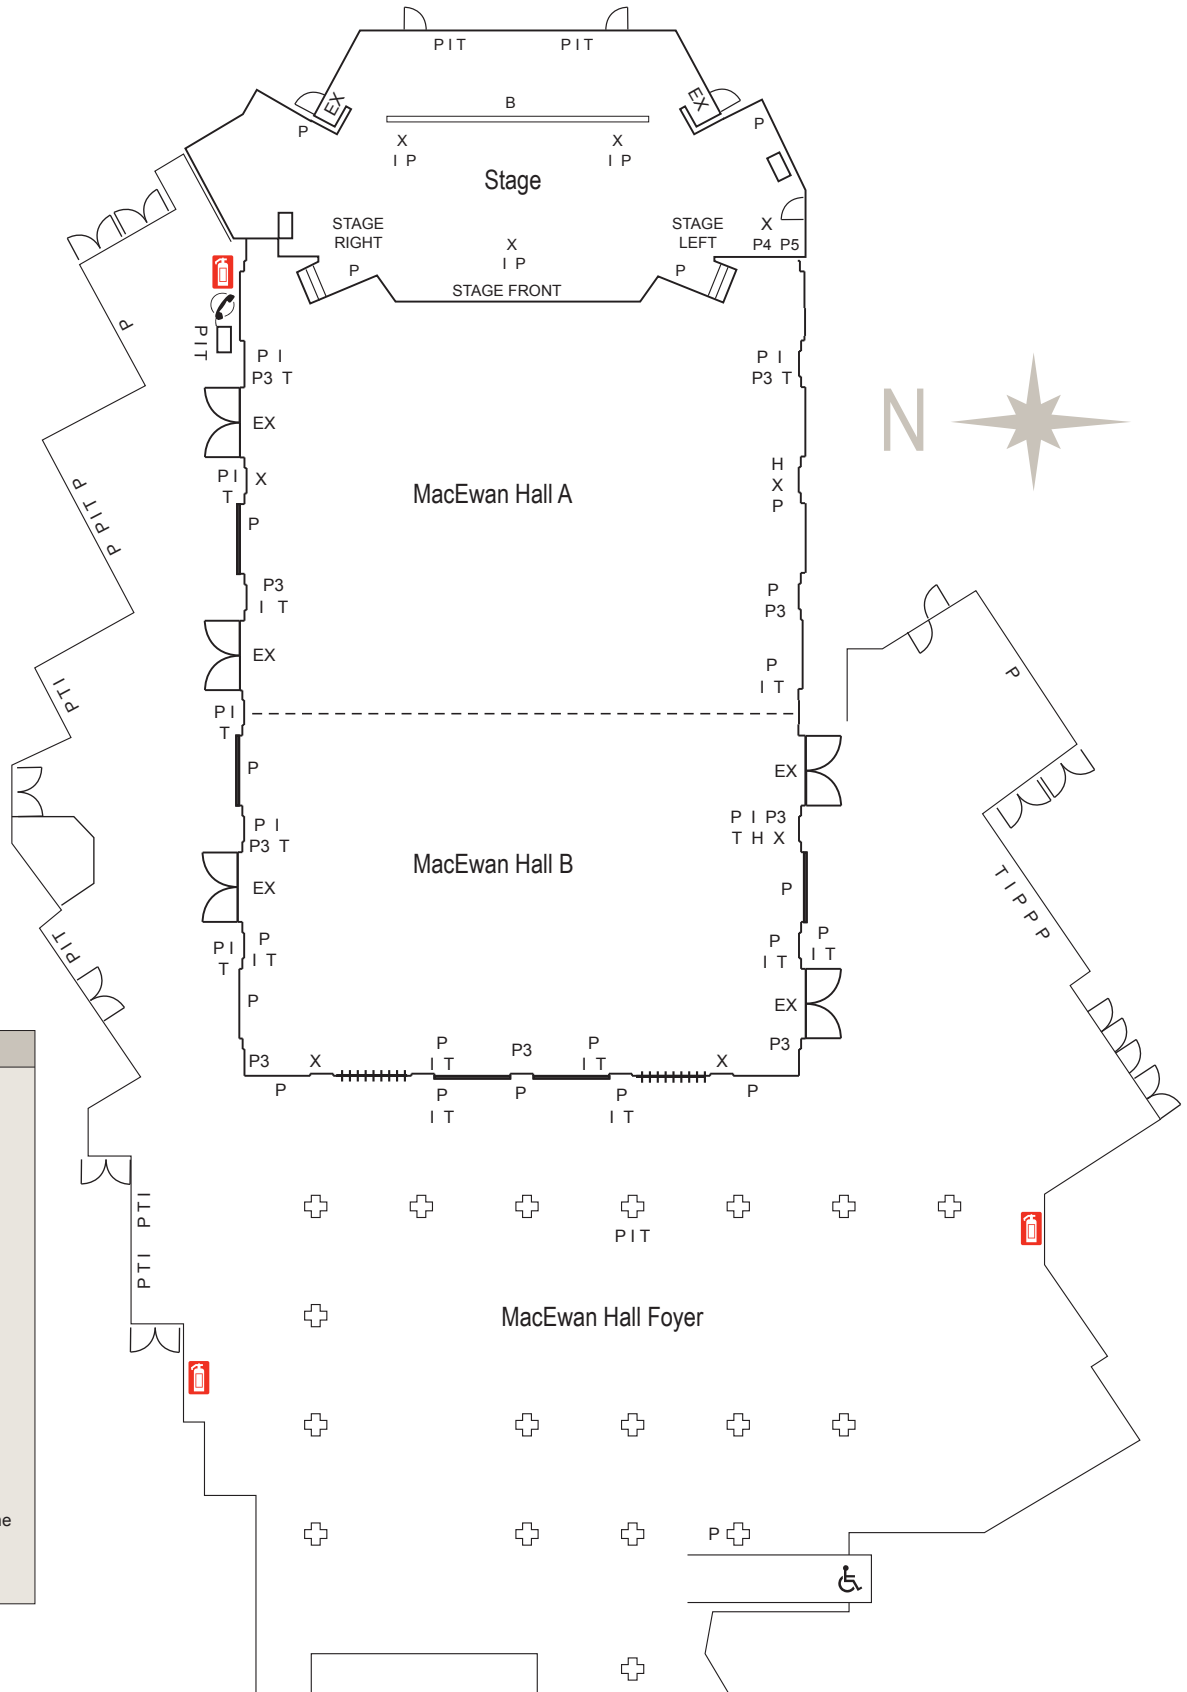 PIT PIT
EX EX
B
P P
X X
I P I P
Stage
STAGE
RIGHT
STAGE
LEFT
X
P4 P5
X
I P
P P
STAGE FRONT
P
PIT
P I
P3 T
P I
P3 T
N
EX
MacEwan Hall A
P I
T
X
H
X
P
P PIT P
P
P3
I T
P
P3
EX
P
I T
P
PTI
P I
T
P
EX
P I
P3 T
P I P3
T H X
MacEwan Hall B
EX
P
TIPPP
PIT
P I
T
P
I T
P
I T
P
I T
P
EX
P3
P3
X
P
I T
P3
P
I T
X
P
P
I T
P
P
I T
P
PTI PTI
PIT
MacEwan Hall Foyer
P